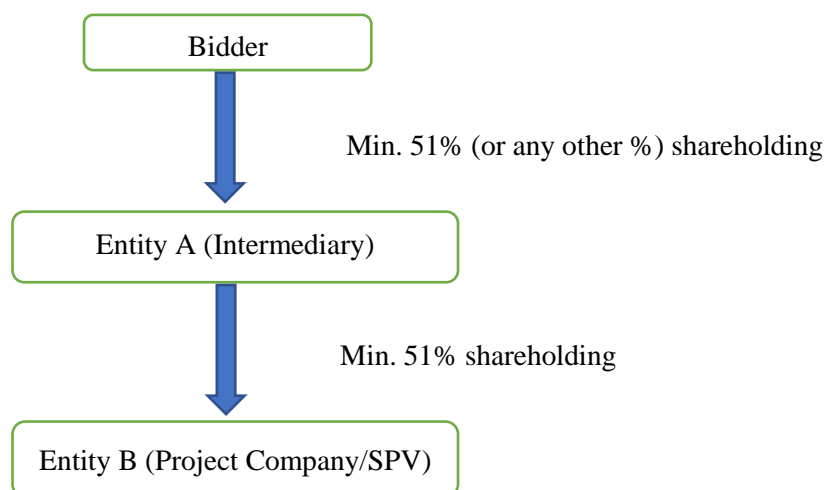 Bidder
Min. 51% (or any other %) shareholding
Entity A (Intermediary)
Min. 51% shareholding
Entity B (Project Company/SPV)